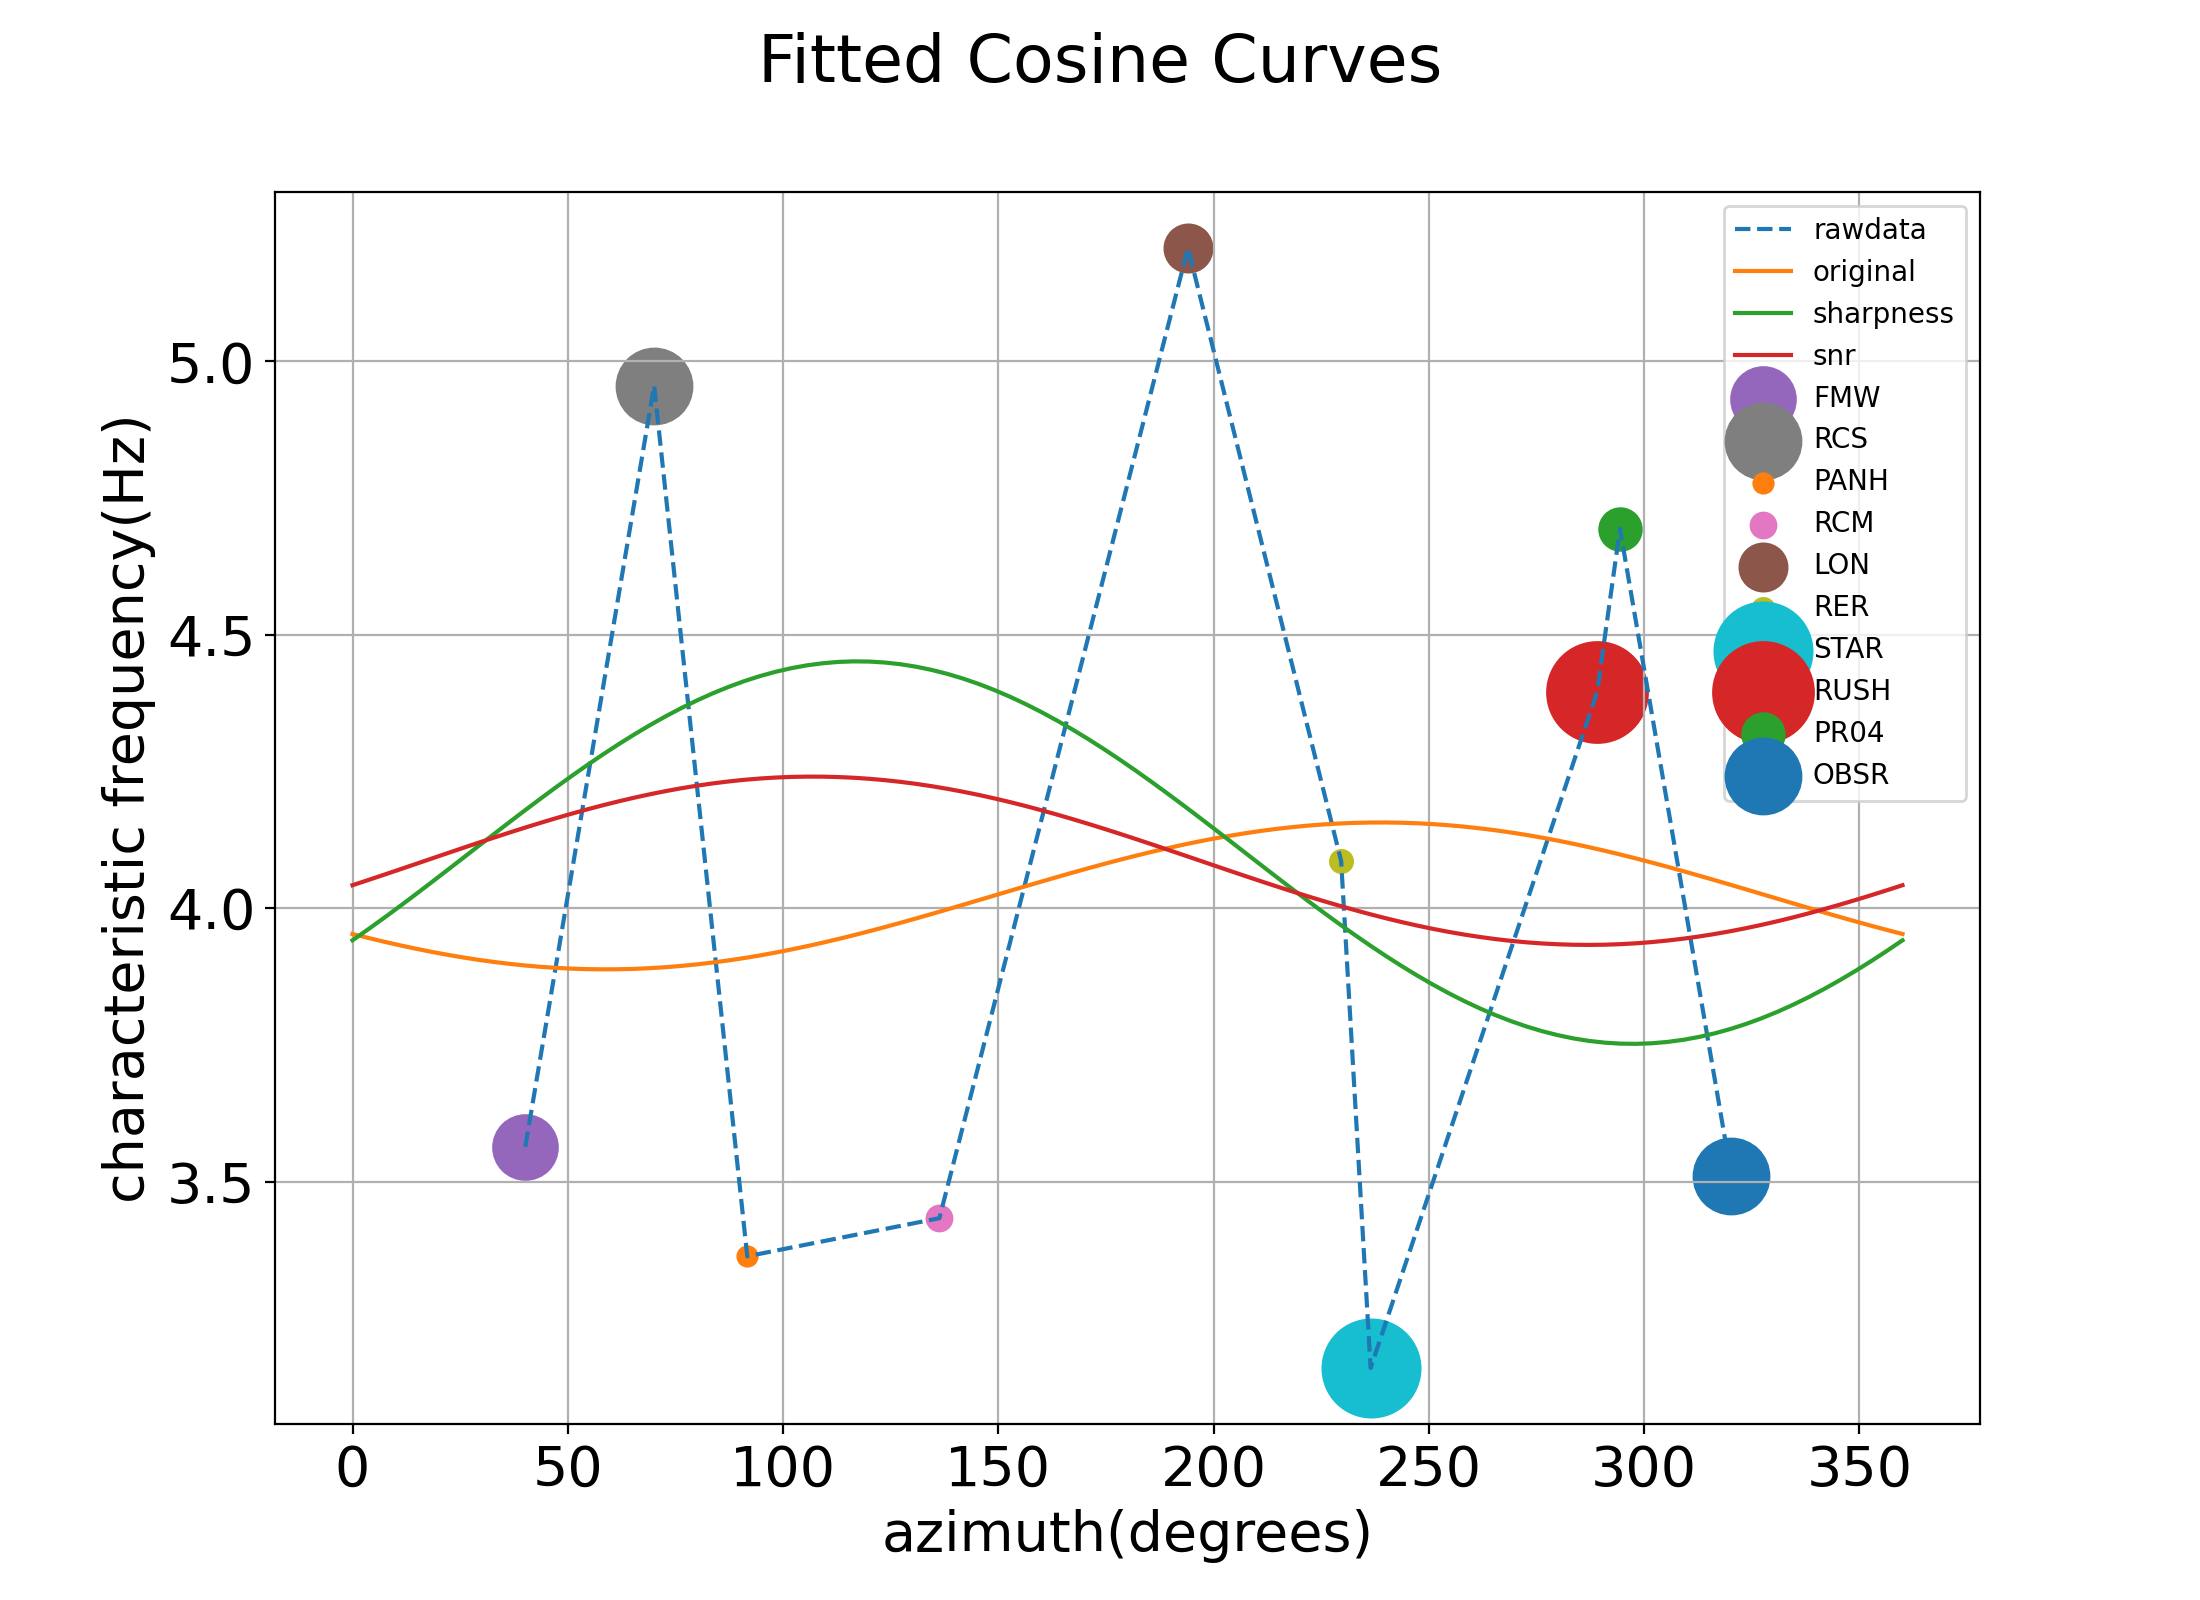 Fitted Cosine Curves
characteristic frequency(Hz)
5.0
4.5
4.0
3.5
rawdata
original
sharpness
snr
FMW
RCS
PANH
RCM
LON
RER
STAR
RUSH
PR04
OBSR
0 50 100 150 200 250 300 350
azimuth(degrees)